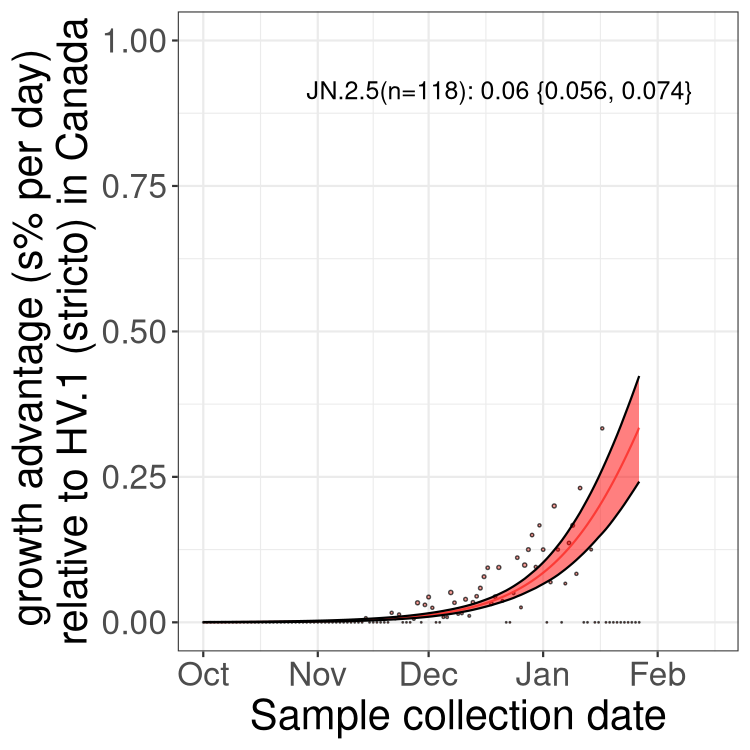 growth advantage (s% per day)
relative to HV.1 (stricto) in Canada
1.00
0.75
0.50
0.25
0.00
JN.2.5(n=118): 0.06 {0.056, 0.074}
Oct Nov Dec Jan Feb
Sample collection date